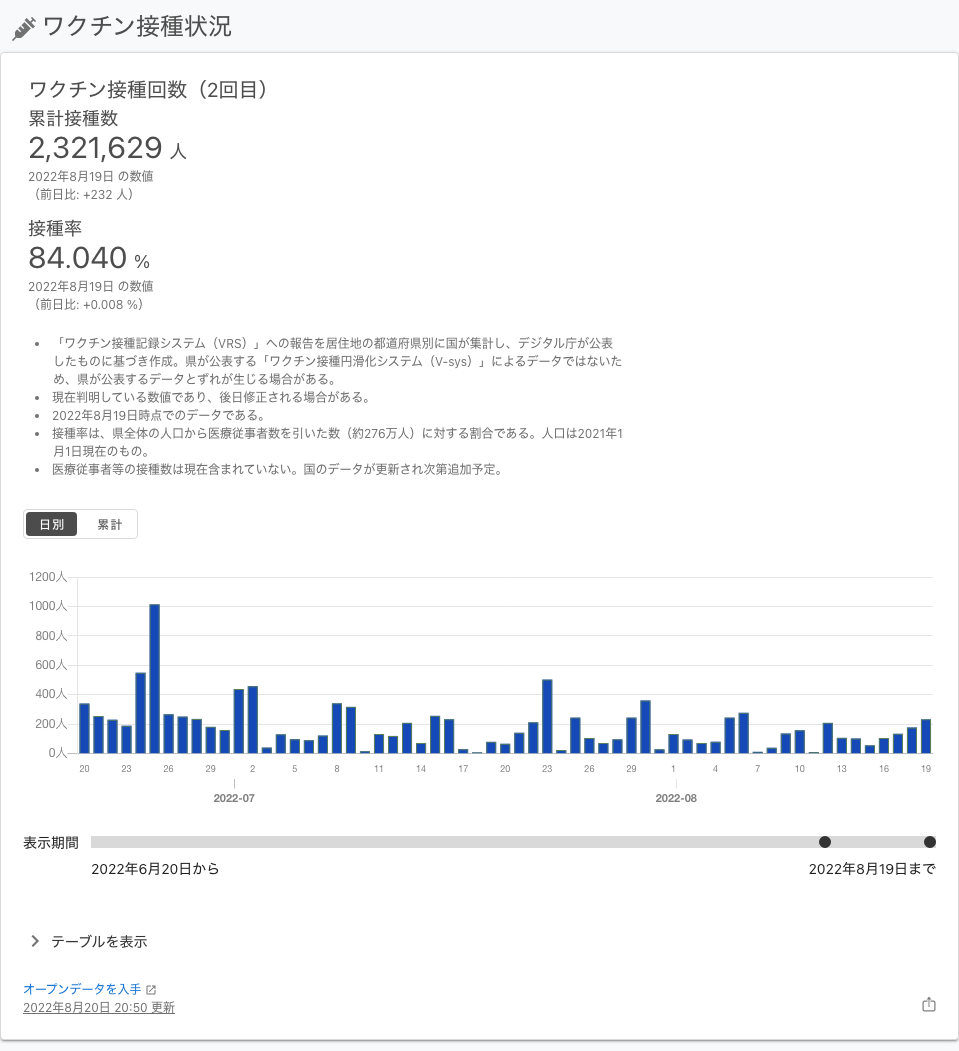 ワクチン接種状況
ワクチン接種回数（2回目）
累計接種数
2,321,629 人
2022年8月19日 の数値
（前日比: +232 人）
接種率
84.040 %
2022年8月19日 の数値
（前日比: +0.008 %）
• 「ワクチン接種記録システム（VRS）」への報告を居住地の都道府県別に国が集計し、デジタル庁が公表
したものに基づき作成。県が公表する「ワクチン接種円滑化システム（V-sys）」によるデータではないた
め、県が公表するデータとずれが生じる場合がある。
• 現在判明している数値であり、後日修正される場合がある。
• 2022年8月19日時点でのデータである。
• 接種率は、県全体の人口から医療従事者数を引いた数（約276万人）に対する割合である。人口は2021年1
月1日現在のもの。
• 医療従事者等の接種数は現在含まれていない。国のデータが更新され次第追加予定。
日別 累計
1200人
1000人
800人
600人
400人
200人
0人
20 23 26 29 2 5 8 11 14 17 20 23 26 29 1 4 7 10 13 16 19
2022-07 2022-08
表示期間
2022年6月20日から 2022年8月19日まで
テーブルを表示
オープンデータを入手
2022年8月20日 20:50 更新